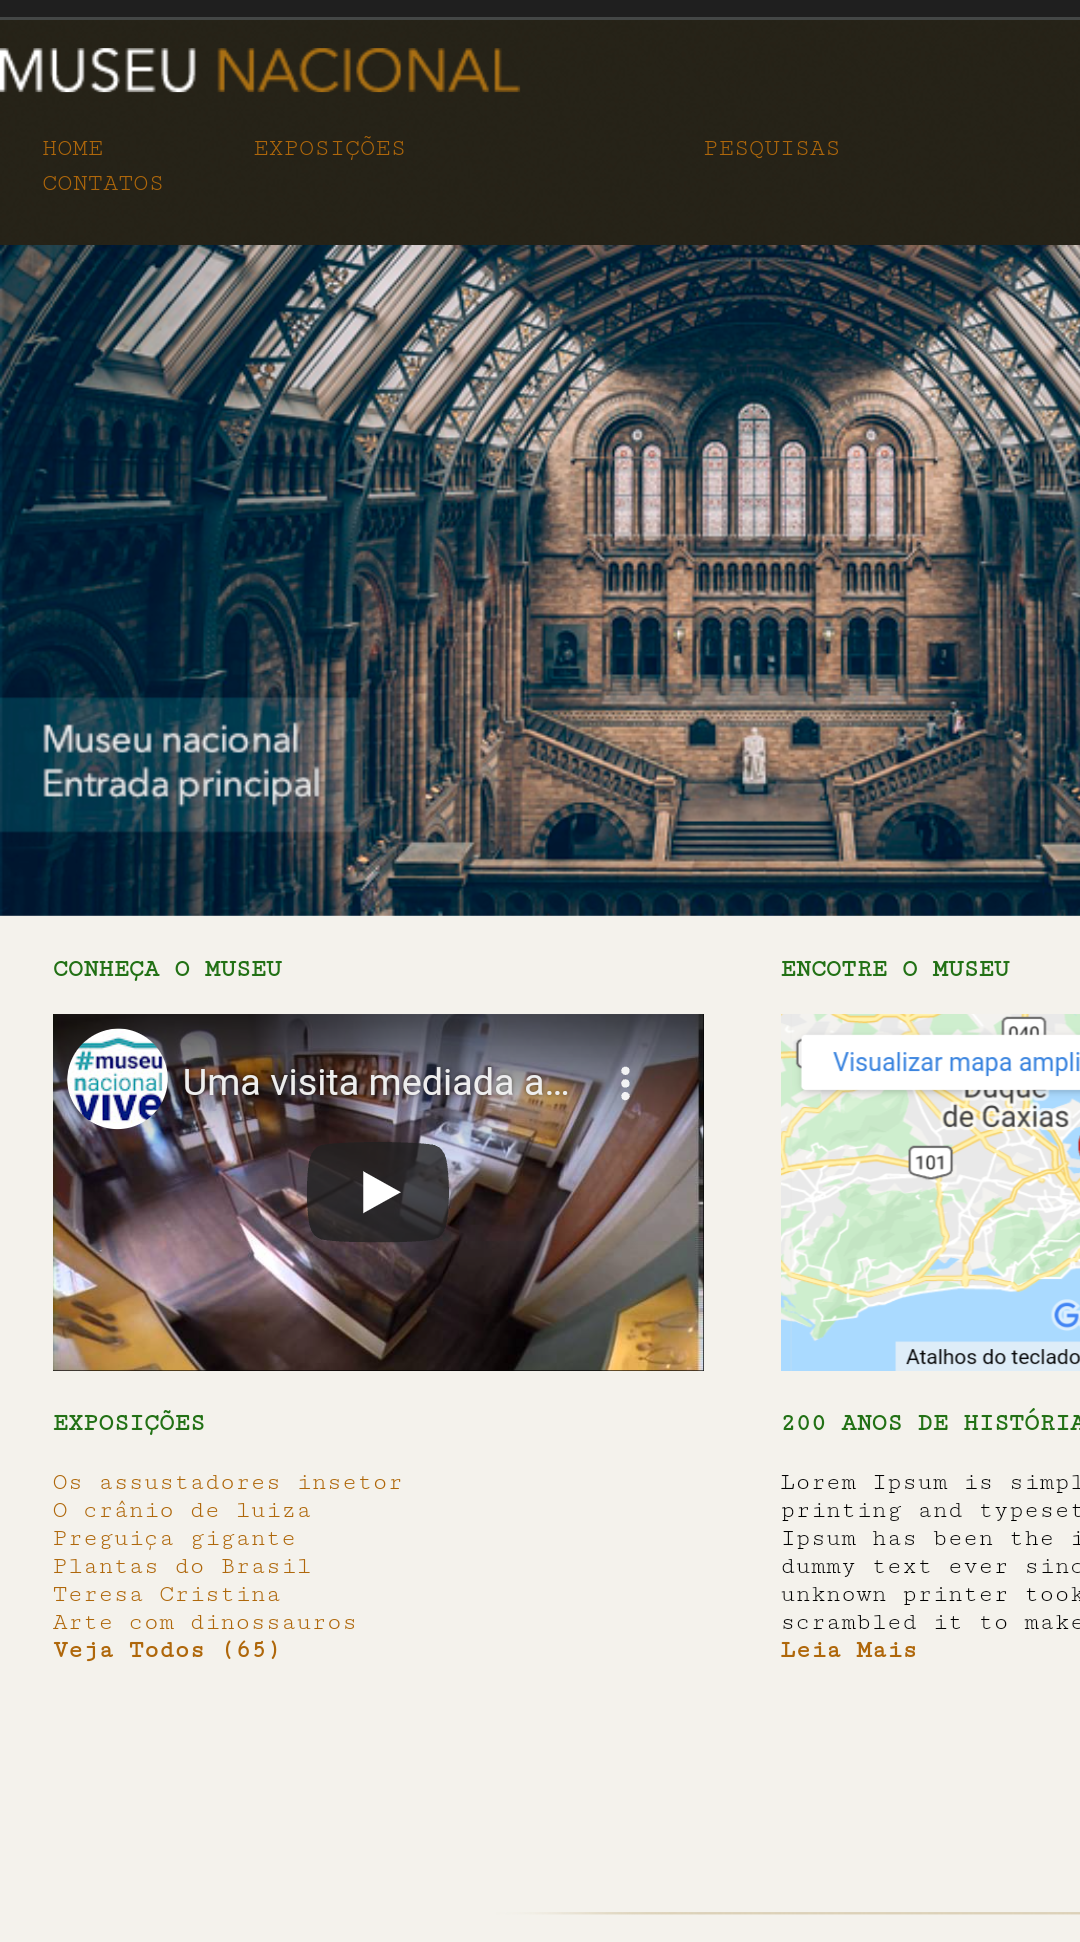 MUSEU NACIONAL
HOME EXPOSIÇÕES PESQUISAS
CONTATOS
Museu nacional
Entrada principal
CONHEÇA O MUSEU
#museu
nacional
vive
Uma visita mediada a...
EXPOSIÇÕES
Os assustadores insetor
O crânio de luiza
Preguiça gigante
Plantas do Brasil
Teresa Cristina
Arte com dinossauros
Veja Todos (65)
ENCOTRE O MUSEU
040
Visualizar mapa ampli
Duque
de Caxias
101
G
Atalhos do teclado
200 ANOS DE HISTÓRIA
Lorem Ipsum is simpl
printing and typeset
Ipsum has been the i
dummy text ever sinc
unknown printer took
scrambled it to make
Leia Mais